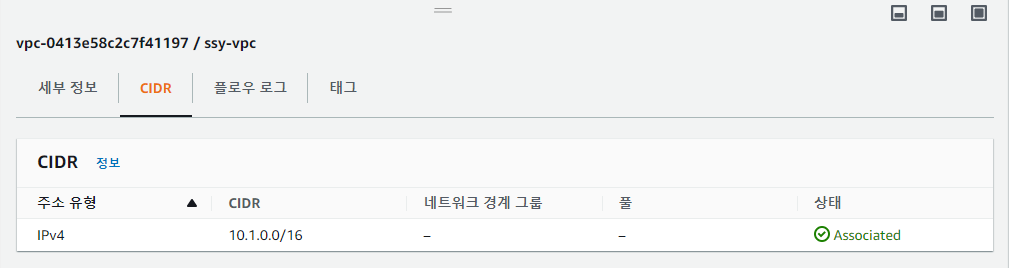 vpc-0413e58c2c7f41197 / ssy-vpc
세부 정보 CIDR 플로우 로그 태그
CIDR 정보
주소 유형 ▲ CIDR 네트워크 경계 그룹 풀 상태
IPv4 10.1.0.0/16 – – Associated